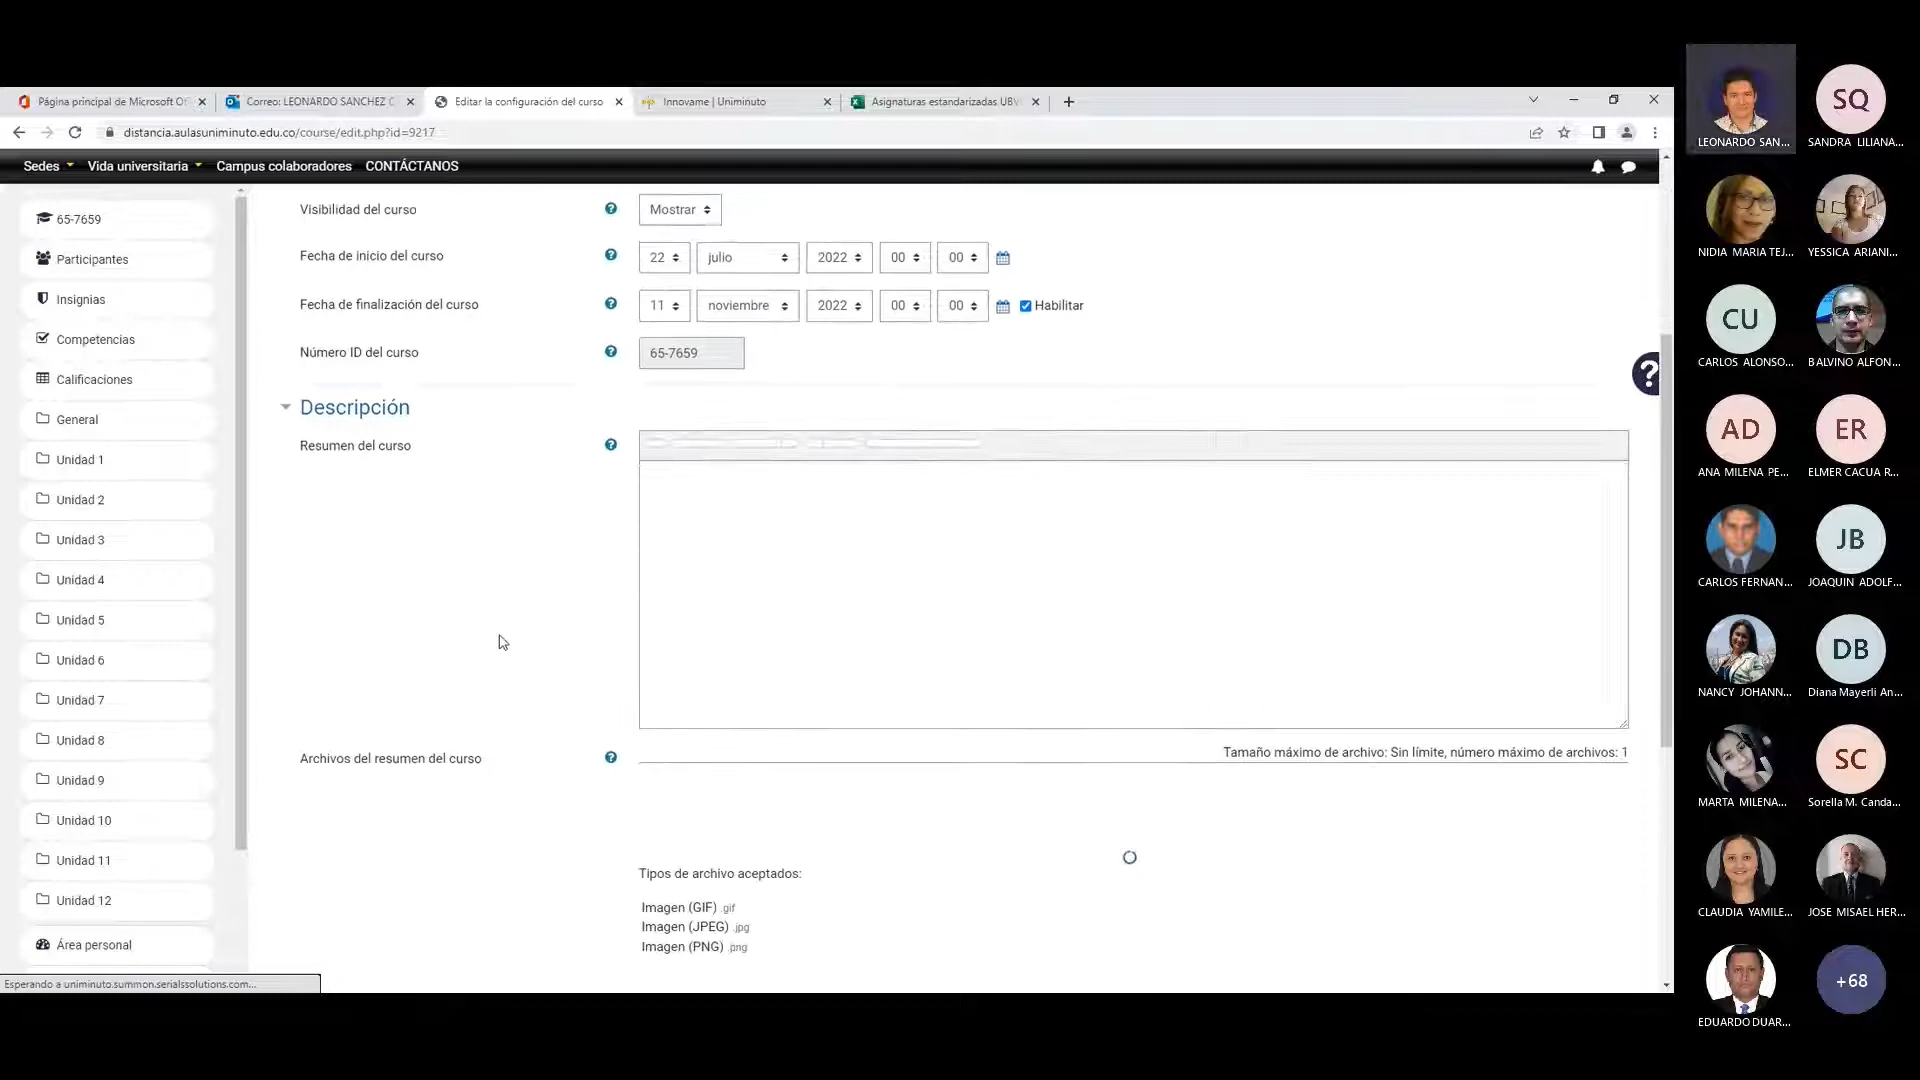 Página principal de Microsoft Of
Correo: LEONARDO SANCHEZ C
Editar la configuración del curso
Innovame | Uniminuto
Asignaturas estandarizadas UBV
distancia.aulasuniminuto.edu.co/course/edit.php?id=9217
Sedes
Vida universitaria
Campus colaboradores
CONTÁCTANOS
65-7659
Participantes
Insignias
Competencias
Calificaciones
General
Unidad 1
Unidad 2
Unidad 3
Unidad 4
Unidad 5
Unidad 6
Unidad 7
Unidad 8
Unidad 9
Unidad 10
Unidad 11
Unidad 12
Área personal
Esperando a uniminuto.summon.serialssolutions.com...
Visibilidad del curso
Mostrar
Fecha de inicio del curso
22 julio 2022 00 00
Fecha de finalización del curso
11 noviembre 2022 00 00 Habilitar
Número ID del curso
65-7659
Descripción
Resumen del curso
Archivos del resumen del curso
Tamaño máximo de archivo: Sin límite, número máximo de archivos: 1
Tipos de archivo aceptados:
Imagen (GIF) .gif
Imagen (JPEG) .jpg
Imagen (PNG) .png
?
LEONARDO SAN...
SQ
SANDRA LILIANA...
NIDIA MARIA TEJ...
YESSICA ARIANI...
CU
CARLOS ALONSO...
BALVINO ALFON...
AD
ANA MILENA PE...
ER
ELMER CACUA R...
CARLOS FERNAN...
JB
JOAQUIN ADOLF...
NANCY JOHANN...
DB
Diana Mayerli An...
MARTA MILENA...
SC
Sorella M. Canda...
CLAUDIA YAMILE...
JOSE MISAEL HER...
EDUARDO DUAR...
+68